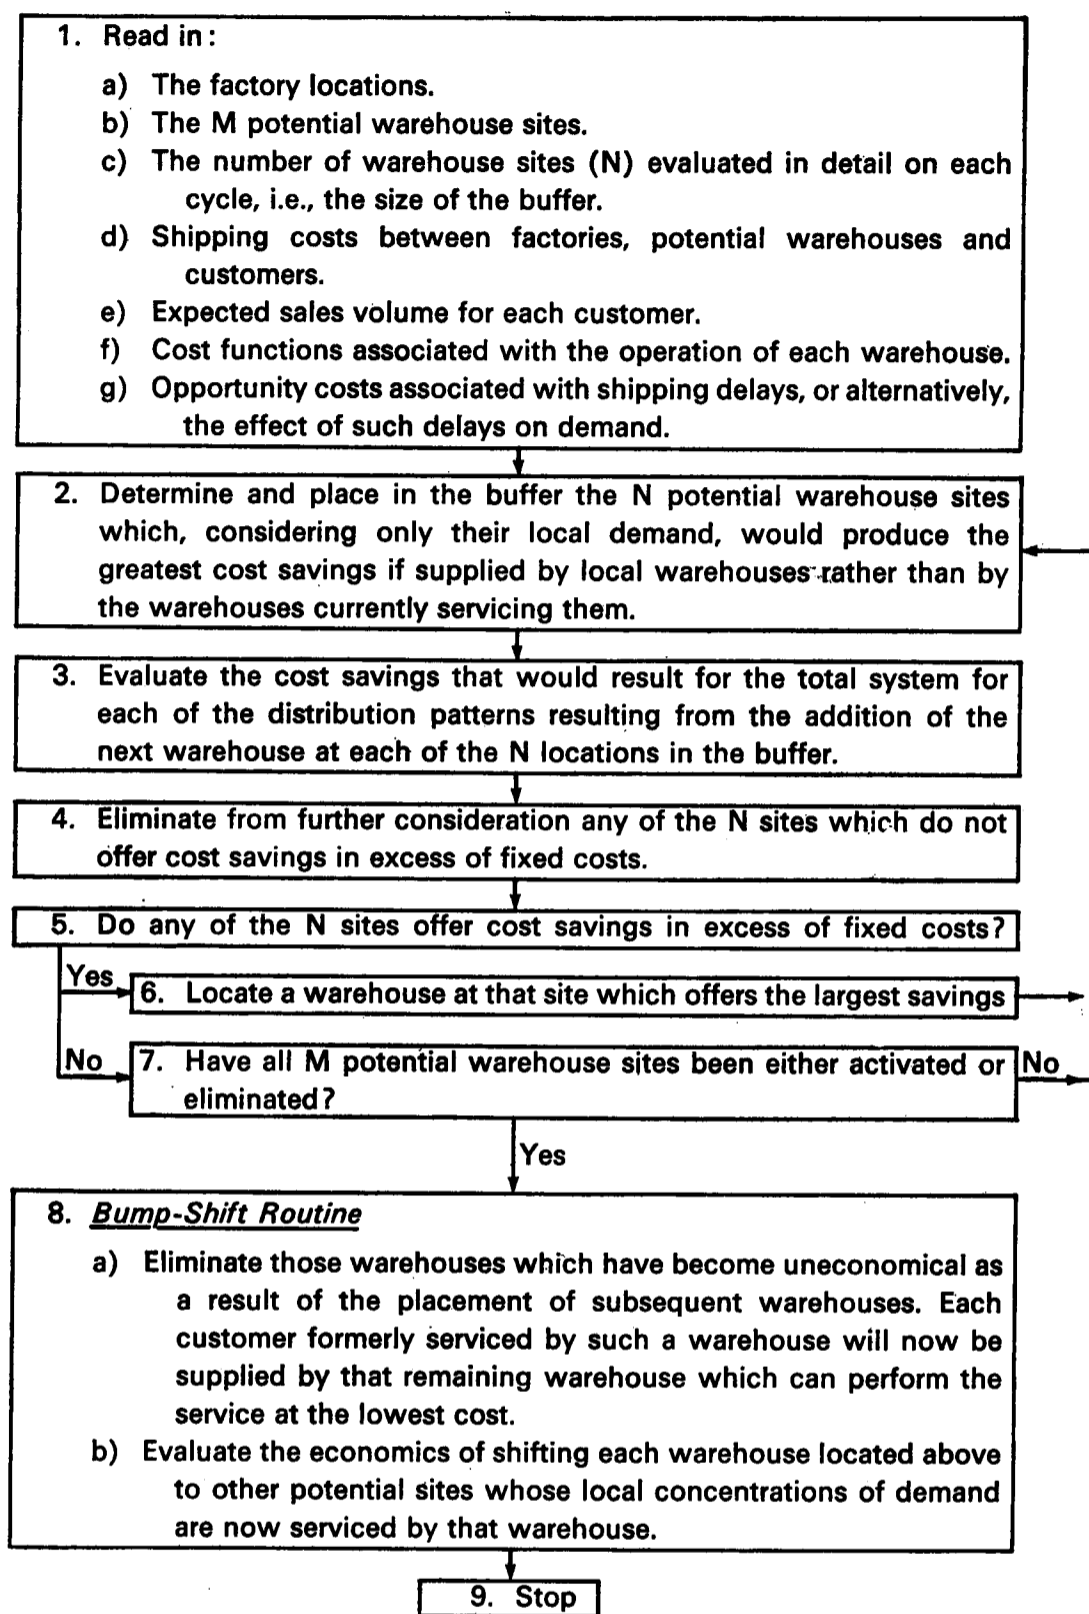 1. Read in:
a) The factory locations.
b) The M potential warehouse sites.
c) The number of warehouse sites (N) evaluated in detail on each
cycle, i.e., the size of the buffer.
d) Shipping costs between factories, potential warehouses and
customers.
e) Expected sales volume for each customer.
f) Cost functions associated with the operation of each warehouse.
g) Opportunity costs associated with shipping delays, or alternatively,
the effect of such delays on demand.
2. Determine and place in the buffer the N potential warehouse sites
which, considering only their local demand, would produce the
greatest cost savings if supplied by local warehouses rather than by
the warehouses currently servicing them.
3. Evaluate the cost savings that would result for the total system for
each of the distribution patterns resulting from the addition of the
next warehouse at each of the N locations in the buffer.
4. Eliminate from further consideration any of the N sites which do not
offer cost savings in excess of fixed costs.
5. Do any of the N sites offer cost savings in excess of fixed costs?
Yes
6. Locate a warehouse at that site which offers the largest savings
No
7. Have all M potential warehouse sites been either activated or
eliminated?
No
Yes
8. Bump-Shift Routine
a) Eliminate those warehouses which have become uneconomical as
a result of the placement of subsequent warehouses. Each
customer formerly serviced by such a warehouse will now be
supplied by that remaining warehouse which can perform the
service at the lowest cost.
b) Evaluate the economics of shifting each warehouse located above
to other potential sites whose local concentrations of demand
are now serviced by that warehouse.
9. Stop